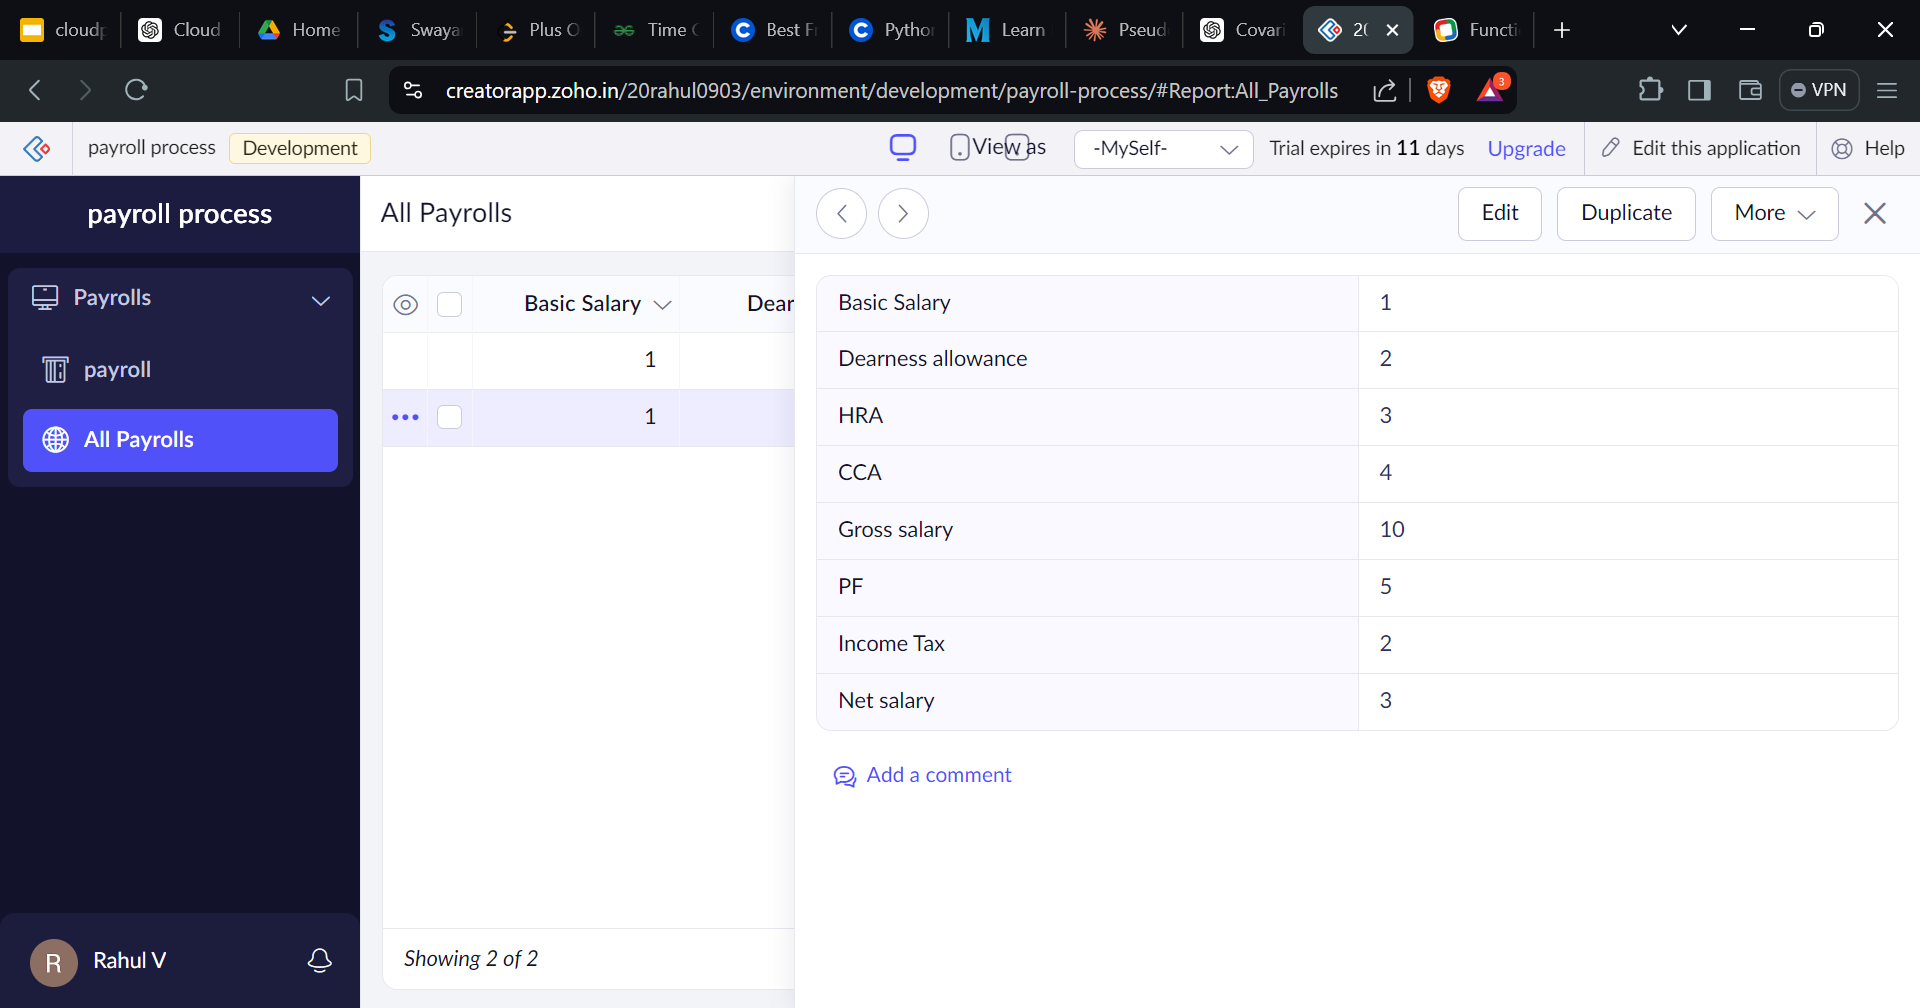 cloudp
Cloud
Home
Swaya
Plus O
Time C
Best Fr
Python
Learn
Pseud
Covari
20
Functi
creatorapp.zoho.in/20rahul0903/environment/development/payroll-process/#Report:All_Payrolls
3
VPN
payroll process
Development
View as
-MySelf-
Trial expires in 11 days
Upgrade
Edit this application
Help
payroll process
Payrolls
payroll
All Payrolls
Rahul V
R
All Payrolls
Basic Salary
Dear
1
1
Showing 2 of 2
Edit
Duplicate
More
Basic Salary 1
Dearness allowance 2
HRA 3
CCA 4
Gross salary 10
PF 5
Income Tax 2
Net salary 3
Add a comment